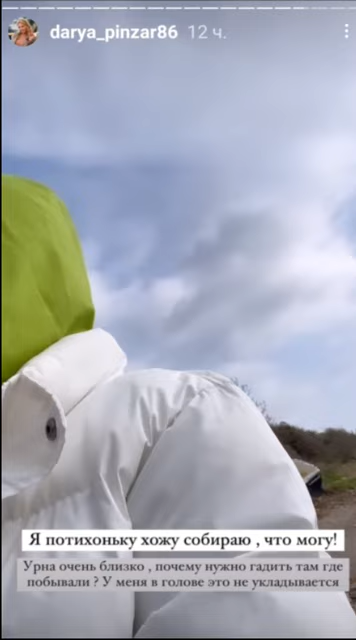 darya_pinzar86 12 ч.
Я потихоньку хожу собираю , что могу!
Урна очень близко , почему нужно гадить там где
побывали ? У меня в голове это не укладывается